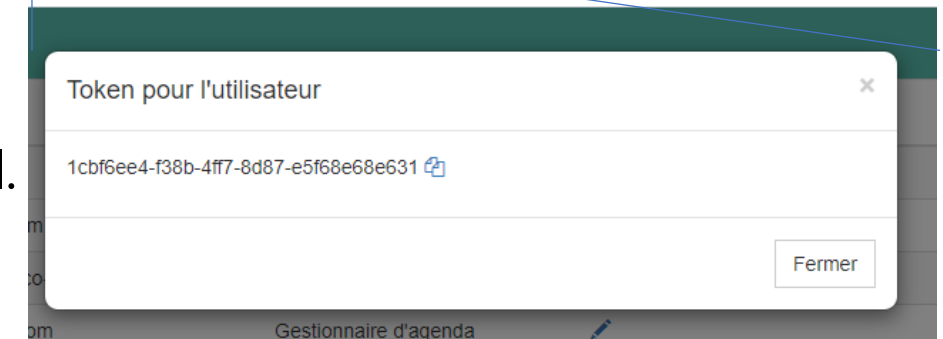 Token pour l'utilisateur ×
1cbf6ee4-f38b-4ff7-8d87-e5f68e68e631
Fermer
Gestionnaire d'agenda